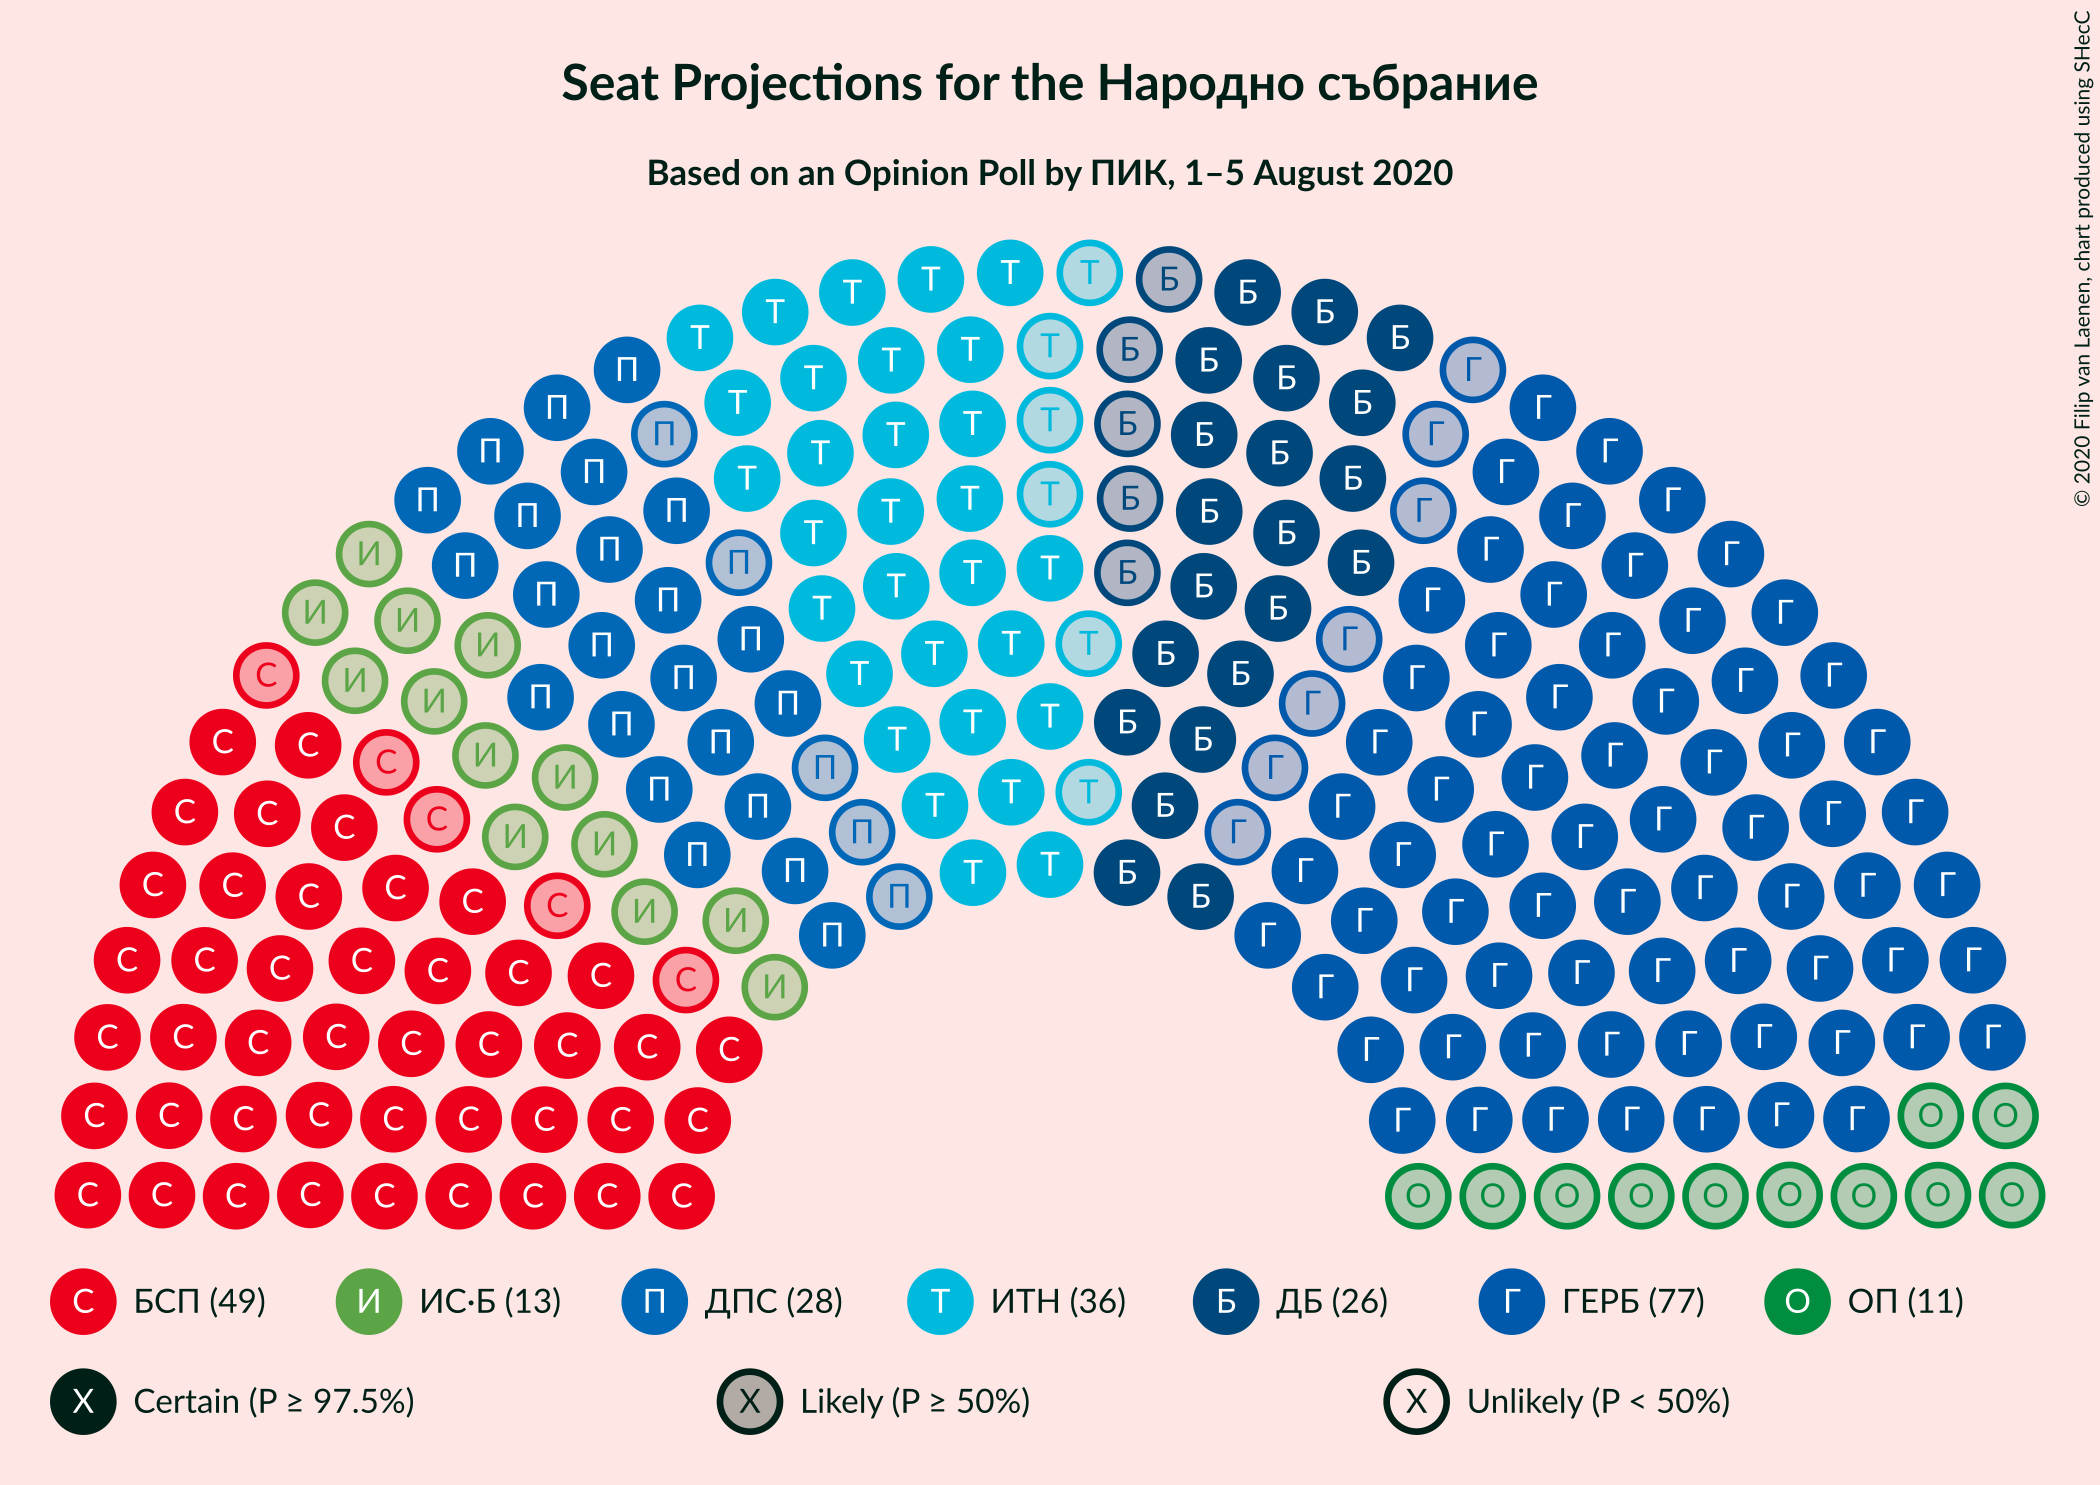 Seat Projections for the Народно събрание
Based on an Opinion Poll by ПИК, 1–5 August 2020
© 2020 Filip van Laenen, chart produced using SHecC
С БСП (49) И ИС·Б (13) П ДПС (28) Т ИТН (36) Б ДБ (26) Г ГЕРБ (77) О ОП (11)
X Certain (P ≥ 97.5%) X Likely (P ≥ 50%) X Unlikely (P < 50%)